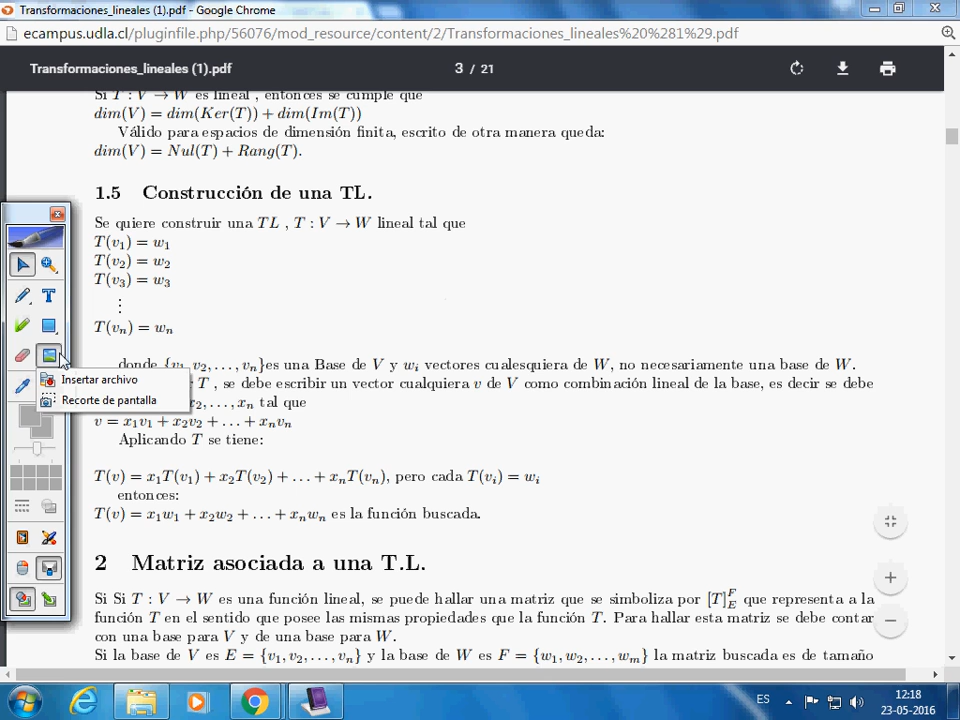 Transformaciones_lineales (1).pdf - Google Chrome
ecampus.udla.cl/pluginfile.php/56076/mod_resource/content/2/Transformaciones_lineales%20%281%29.pdf
Transformaciones_lineales (1).pdf 3 / 21
Si T : V → W es lineal , entonces se cumple que
dim(V) = dim(Ker(T)) + dim(Im(T))
Válido para espacios de dimensión finita, escrito de otra manera queda:
dim(V) = Nul(T) + Rang(T).
1.5 Construcción de una TL.
Se quiere construir una TL , T : V → W lineal tal que
T(v₁) = w₁
T(v₂) = w₂
T(v₃) = w₃
⋮
T(vₙ) = wₙ
donde {v₁, v₂, . . . , vₙ}es una Base de V y wᵢ vectores cualesquiera de W, no necesariamente una base de W.
Insertar archivo
T , se debe escribir un vector cualquiera v de V como combinación lineal de la base, es decir se debe
Recorte de pantalla
x₂, . . . , xₙ tal que
v = x₁v₁ + x₂v₂ + . . . + xₙvₙ
Aplicando T se tiene:
T(v) = x₁T(v₁) + x₂T(v₂) + . . . + xₙT(vₙ), pero cada T(vᵢ) = wᵢ
entonces:
T(v) = x₁w₁ + x₂w₂ + . . . + xₙwₙ es la función buscada.
2 Matriz asociada a una T.L.
Si Si T : V → W es una función lineal, se puede hallar una matriz que se simboliza por [T]_E^F que representa a la
función T en el sentido que posee las mismas propiedades que la función T. Para hallar esta matriz se debe contar
con una base para V y de una base para W.
Si la base de V es E = {v₁, v₂, . . . , vₙ} y la base de W es F = {w₁, w₂, . . . , wₘ} la matriz buscada es de tamaño
ES
12:18
23-05-2016